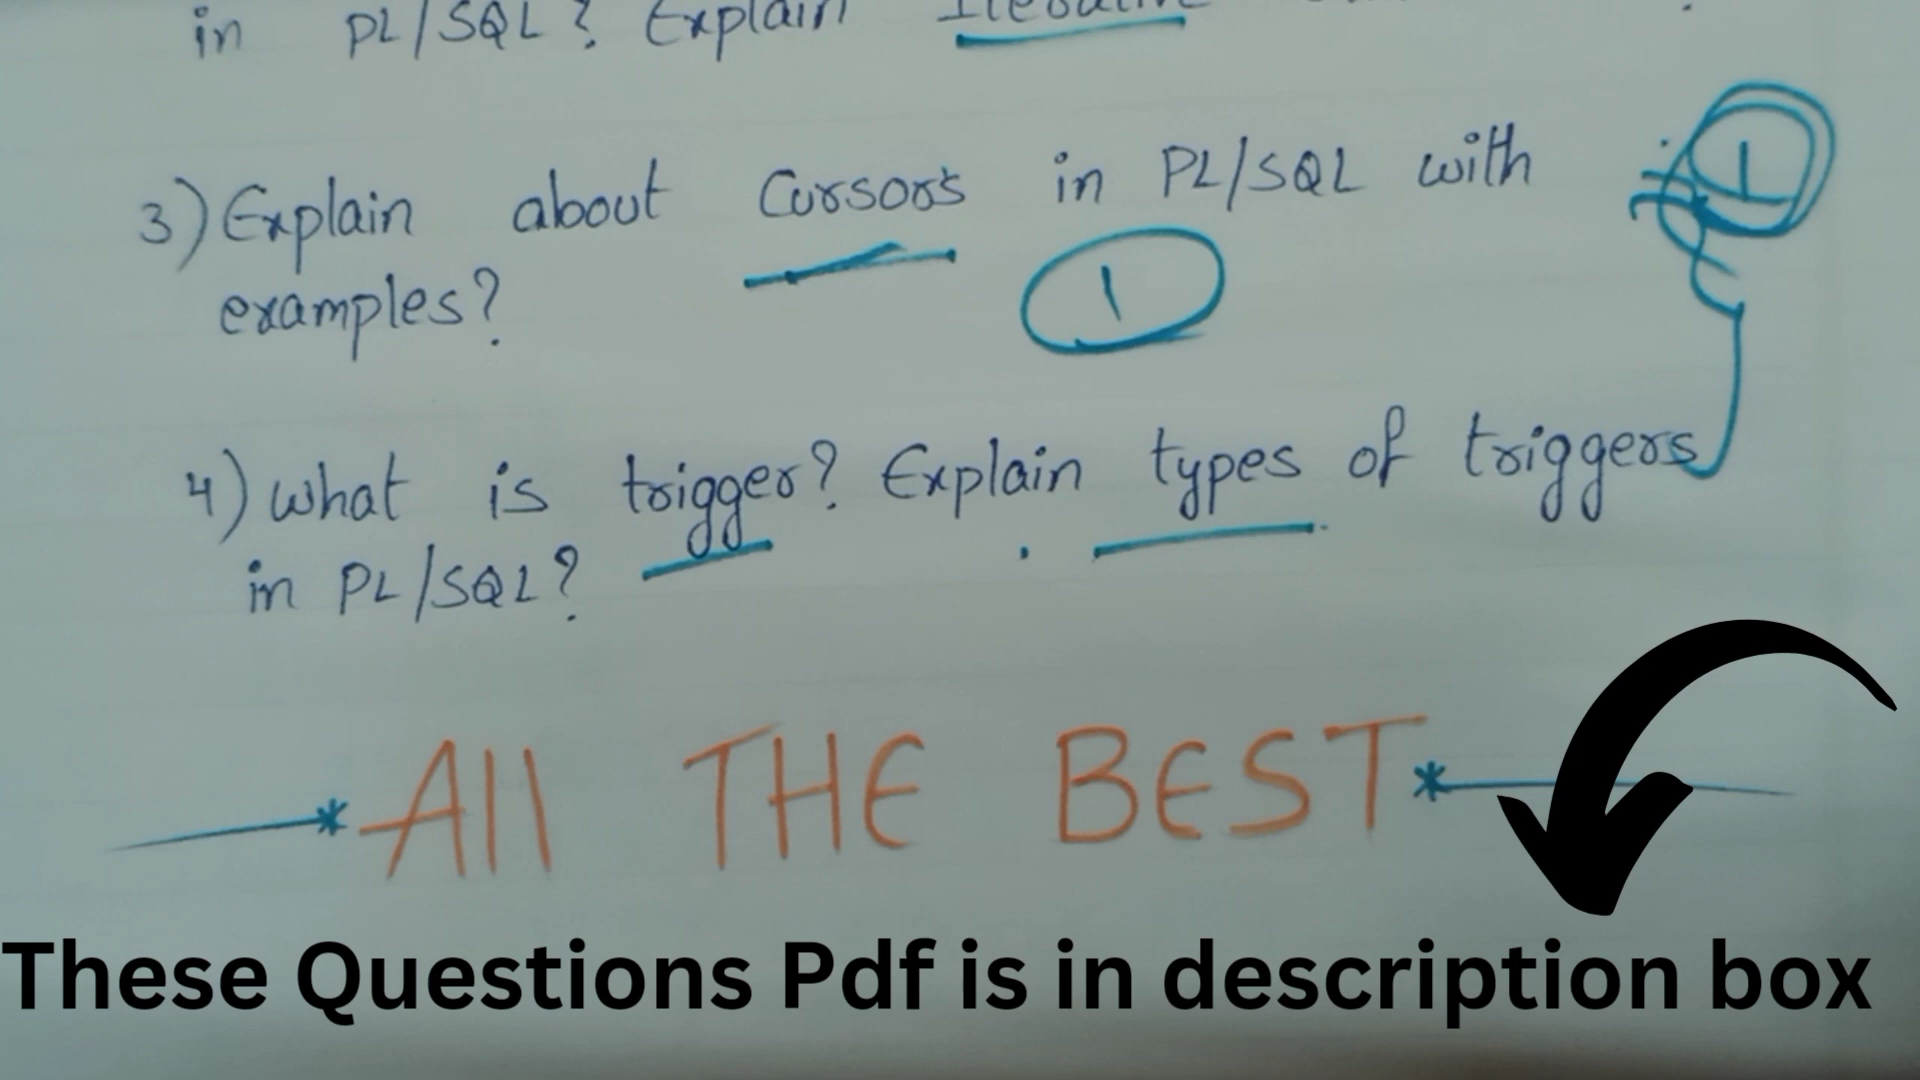 in PL/SQL? Explain Iterative
3) Explain about Cursors in PL/SQL with
1
examples?
1
4) What is trigger? Explain types of triggers
in PL/SQL?
All THE BEST
These Questions Pdf is in description box